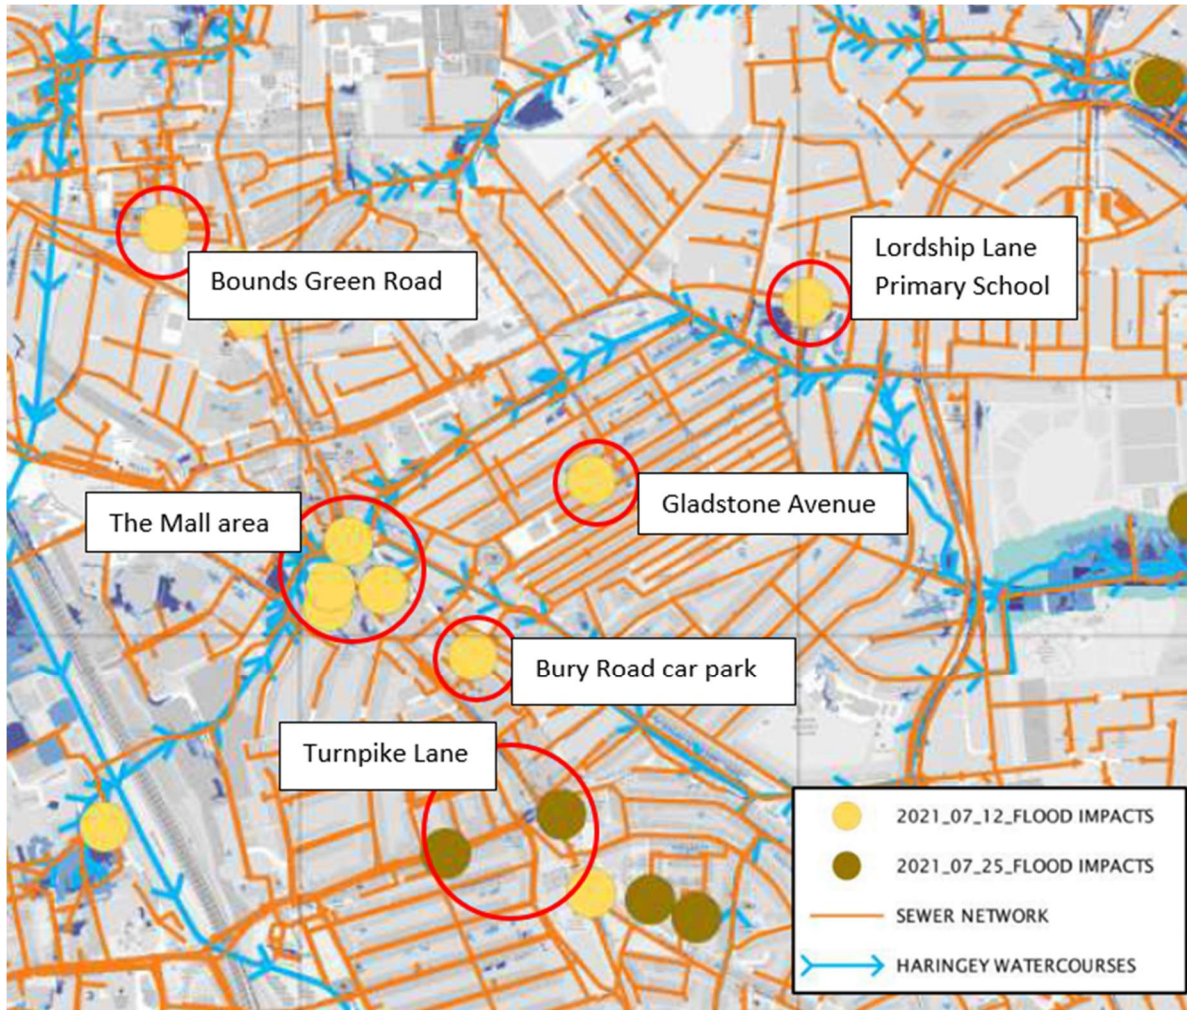 Bounds Green Road
Lordship Lane
Primary School
The Mall area
Gladstone Avenue
Bury Road car park
Turnpike Lane
2021_07_12_FLOOD IMPACTS
2021_07_25_FLOOD IMPACTS
SEWER NETWORK
HARINGEY WATERCOURSES